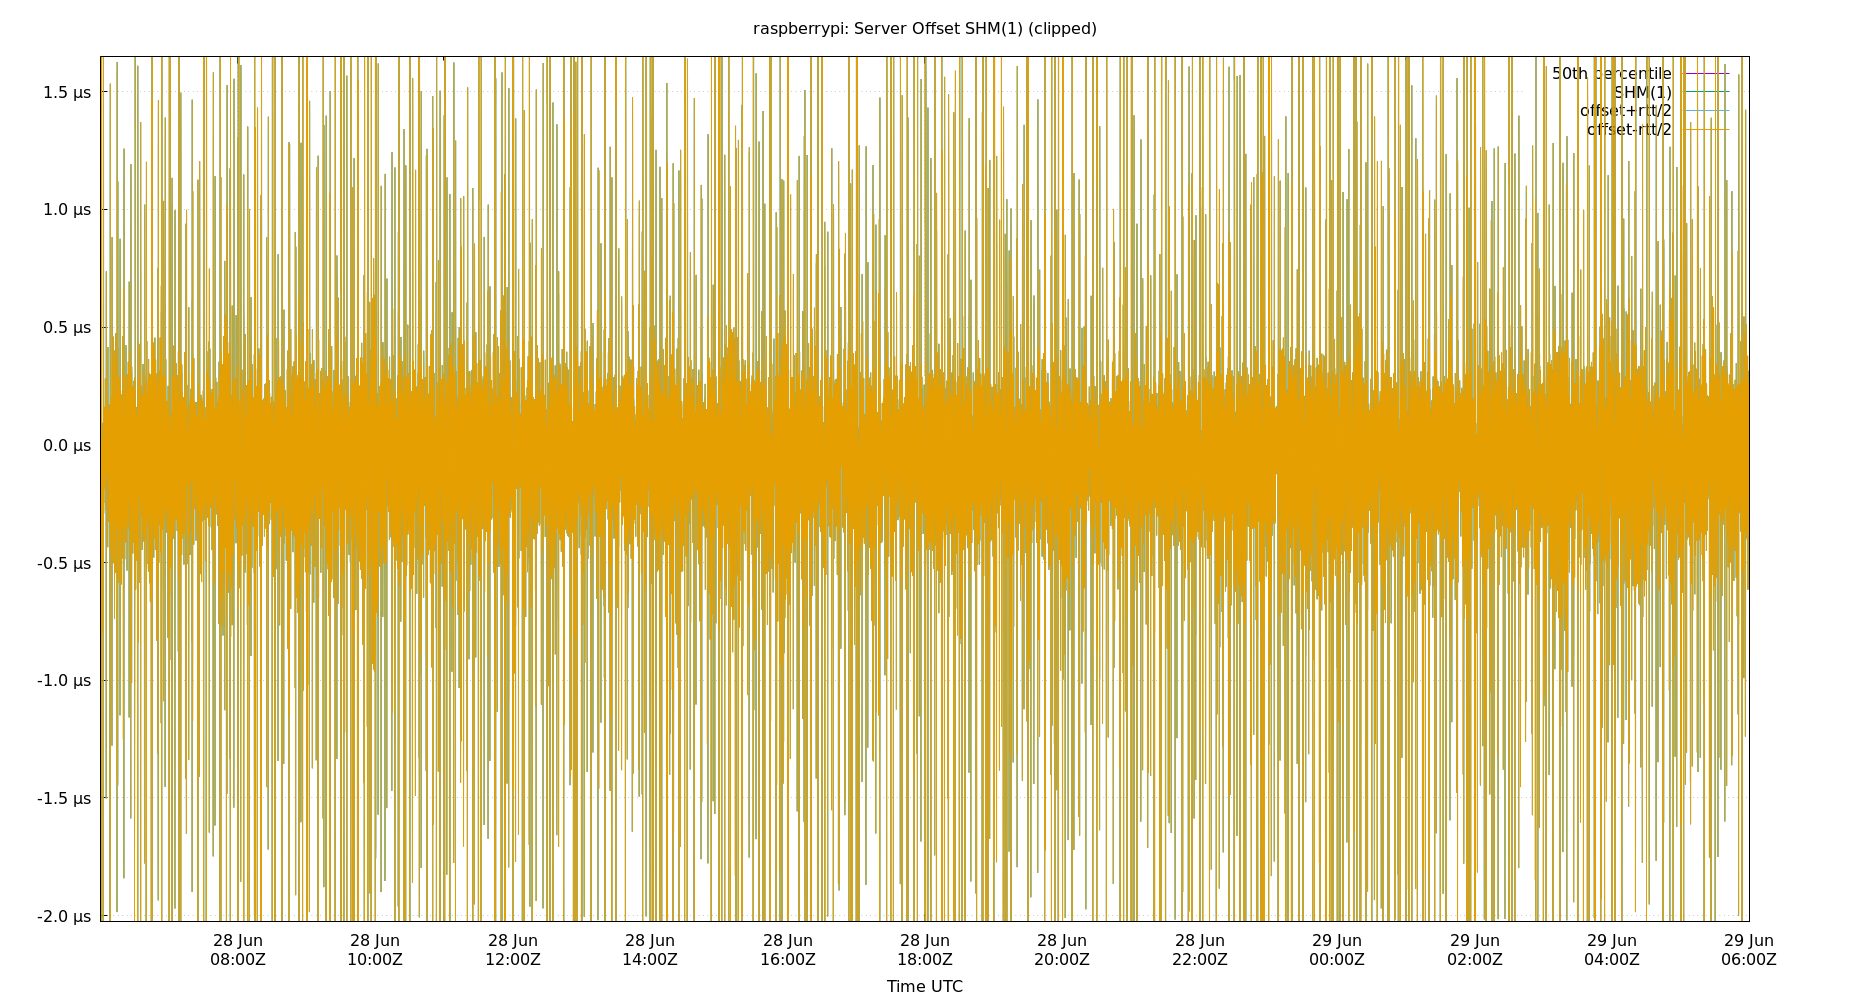 raspberrypi: Server Offset SHM(1) (clipped)
50th percentile
SHM(1)
offset+rtt/2
offset-rtt/2
1.5 µs
1.0 µs
0.5 µs
0.0 µs
-0.5 µs
-1.0 µs
-1.5 µs
-2.0 µs
28 Jun 28 Jun 28 Jun 28 Jun 28 Jun 28 Jun 28 Jun 28 Jun 29 Jun 29 Jun 29 Jun 29 Jun
08:00Z 10:00Z 12:00Z 14:00Z 16:00Z 18:00Z 20:00Z 22:00Z 00:00Z 02:00Z 04:00Z 06:00Z
Time UTC